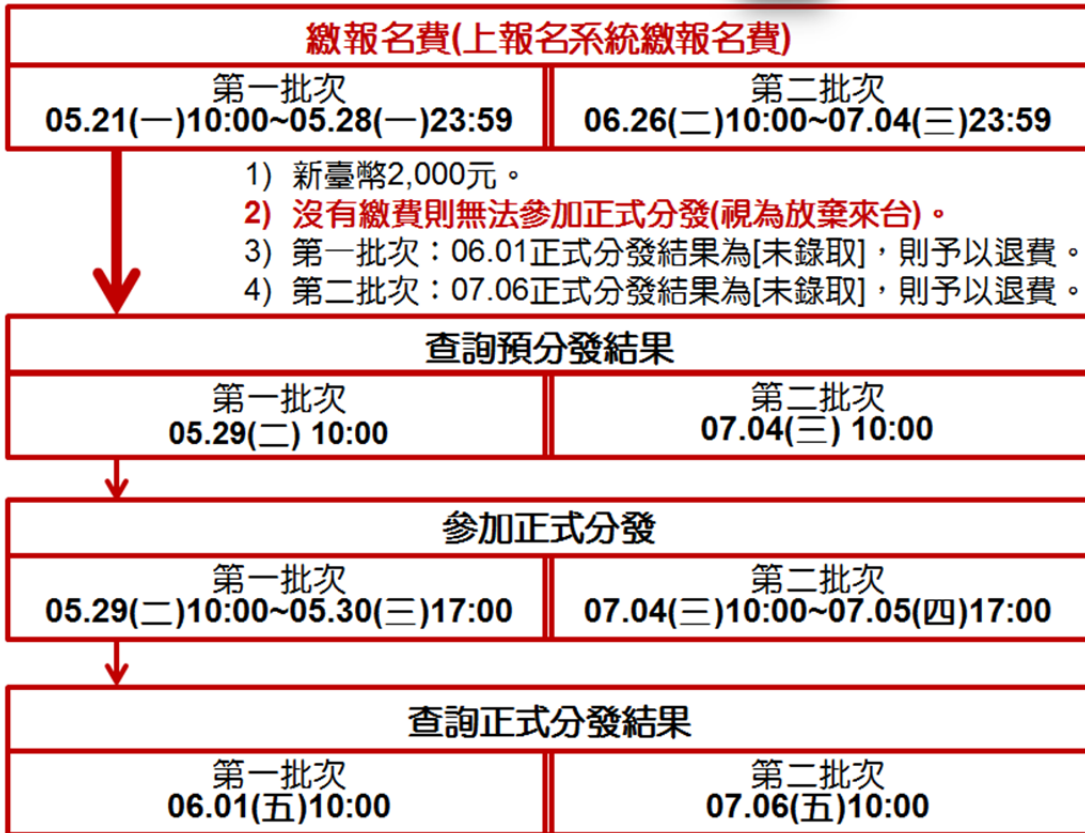 繳報名費(上報名系統繳報名費)
第一批次
05.21(一)10:00~05.28(一)23:59
第二批次
06.26(二)10:00~07.04(三)23:59
1) 新臺幣2,000元。
2) 沒有繳費則無法參加正式分發(視為放棄來台)。
3) 第一批次：06.01正式分發結果為[未錄取]，則予以退費。
4) 第二批次：07.06正式分發結果為[未錄取]，則予以退費。
查詢預分發結果
第一批次
05.29(二) 10:00
第二批次
07.04(三) 10:00
參加正式分發
第一批次
05.29(二)10:00~05.30(三)17:00
第二批次
07.04(三)10:00~07.05(四)17:00
查詢正式分發結果
第一批次
06.01(五)10:00
第二批次
07.06(五)10:00